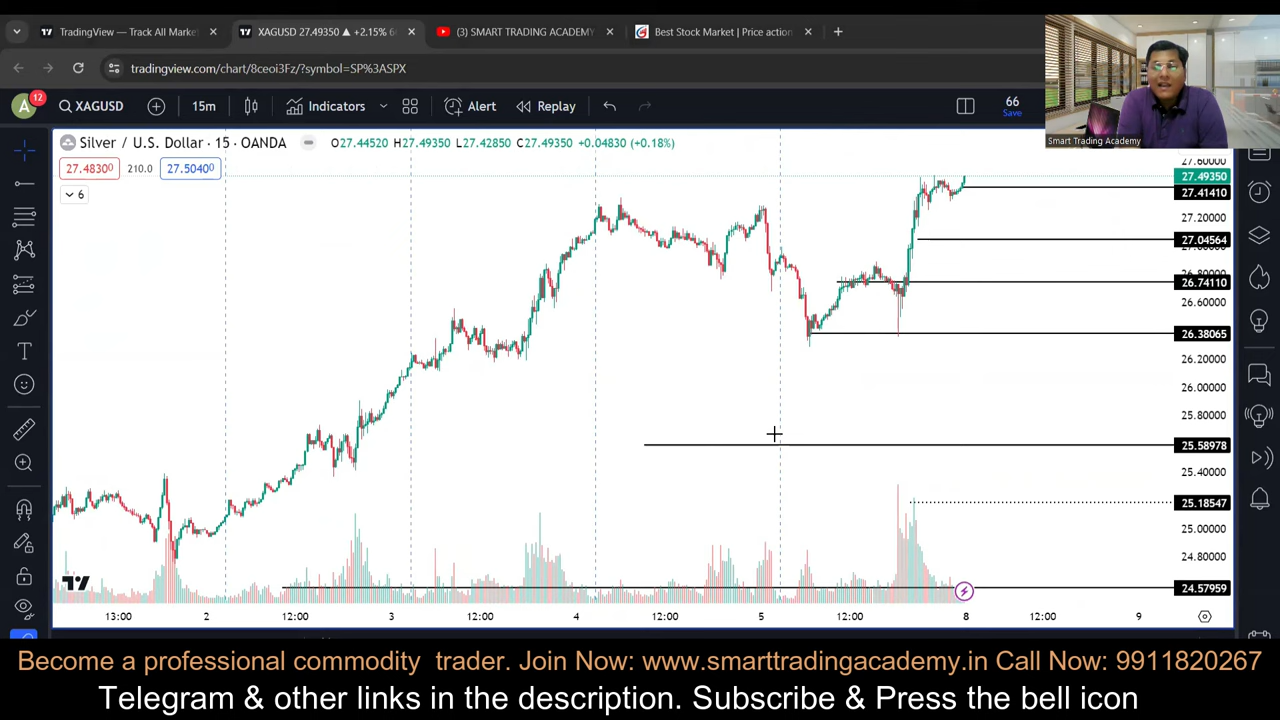 TradingView — Track All Marke
XAGUSD 27.49350 ▲ +2.15%
(3) SMART TRADING ACADEMY
Best Stock Market | Price action
tradingview.com/chart/8ceoi3Fz/?symbol=SP%3ASPX
A 12 XAGUSD 15m Indicators Alert Replay 66 Save
Smart Trading Academy
Silver / U.S. Dollar · 15 · OANDA O27.44520 H27.49350 L27.42850 C27.49350 +0.04830 (+0.18%)
27.4830 210.0 27.5040
6
27.60000
27.49350
27.41410
27.20000
27.04564
26.80000
26.74110
26.60000
26.38065
26.20000
26.00000
25.80000
25.58978
25.40000
25.18547
25.00000
24.80000
24.57959
13:00 2 12:00 3 12:00 4 12:00 5 12:00 8 12:00 9
Become a professional commodity trader. Join Now: www.smarttradingacademy.in Call Now: 9911820267
Telegram & other links in the description. Subscribe & Press the bell icon